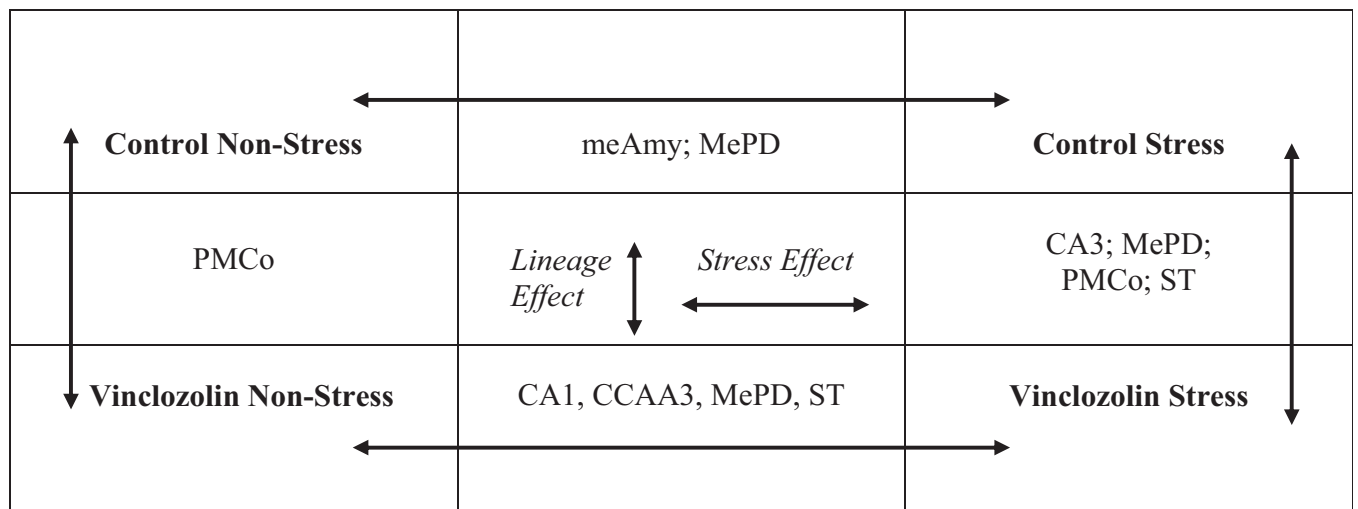 Control Non-Stress
meAmy; MePD
Control Stress
PMCo
Lineage
Effect
Stress Effect
CA3; MePD;
PMCo; ST
Vinclozolin Non-Stress
CA1, CCAA3, MePD, ST
Vinclozolin Stress